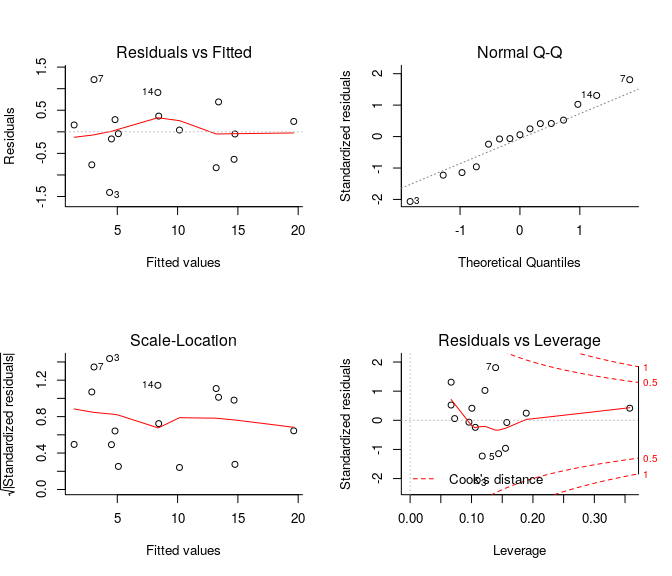 Residuals vs Fitted
Residuals
-1.5 -0.5 0.5 1.5
7
14
3
5 10 15 20
Fitted values
Normal Q-Q
Standardized residuals
-2 -1 0 1 2
7
14
3
-1 0 1
Theoretical Quantiles
Scale-Location
√|Standardized residuals|
0.0 0.4 0.8 1.2
3
7
14
5 10 15 20
Fitted values
Residuals vs Leverage
Standardized residuals
-2 -1 0 1 2
7
5
1
0.5
0.5
1
Cook's distance
0.00 0.10 0.20 0.30
Leverage